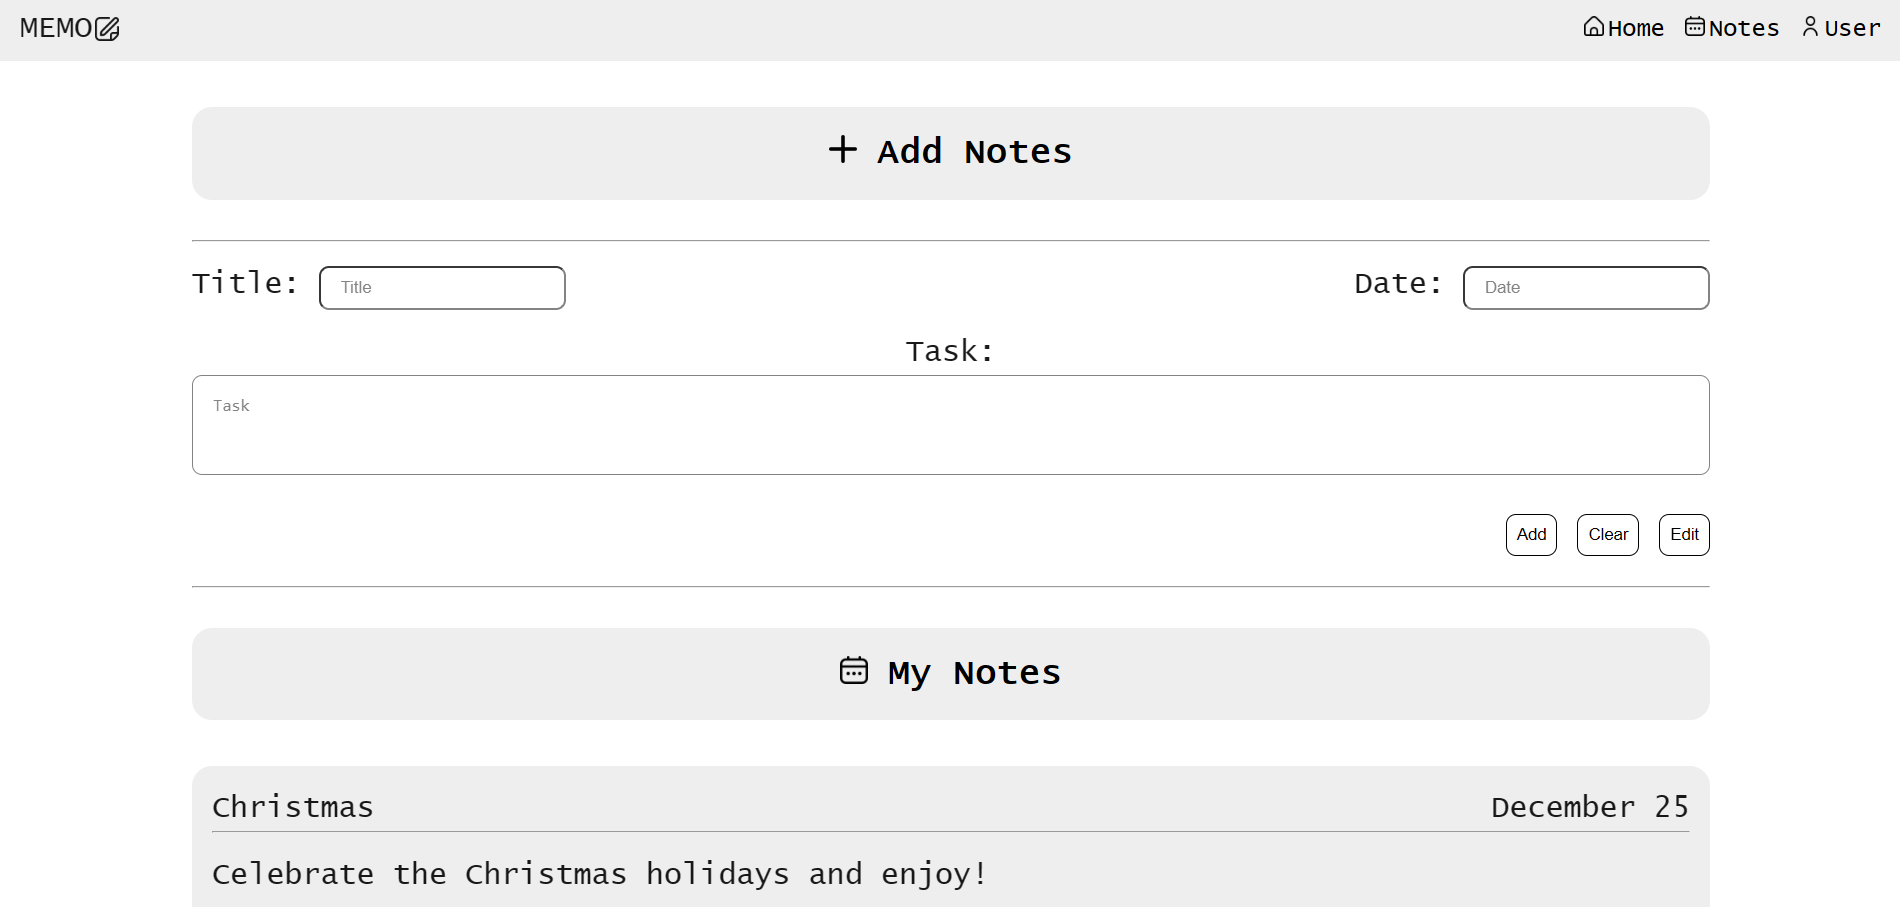 MEMO Home Notes User
Add Notes
Title: Title Date: Date
Task:
Task
Add Clear Edit
My Notes
Christmas December 25
Celebrate the Christmas holidays and enjoy!